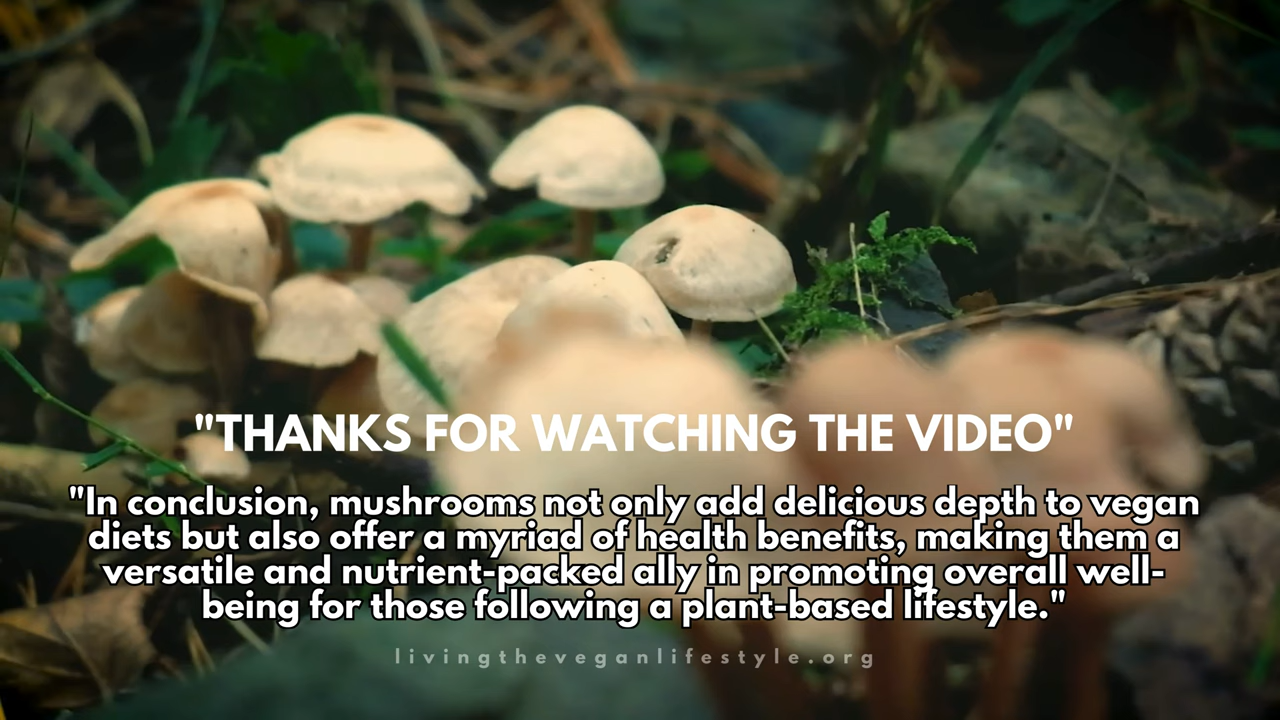 "THANKS FOR WATCHING THE VIDEO"
"In conclusion, mushrooms not only add delicious depth to vegan
diets but also offer a myriad of health benefits, making them a
versatile and nutrient-packed ally in promoting overall well-
being for those following a plant-based lifestyle."
livingtheveganlifestyle.org